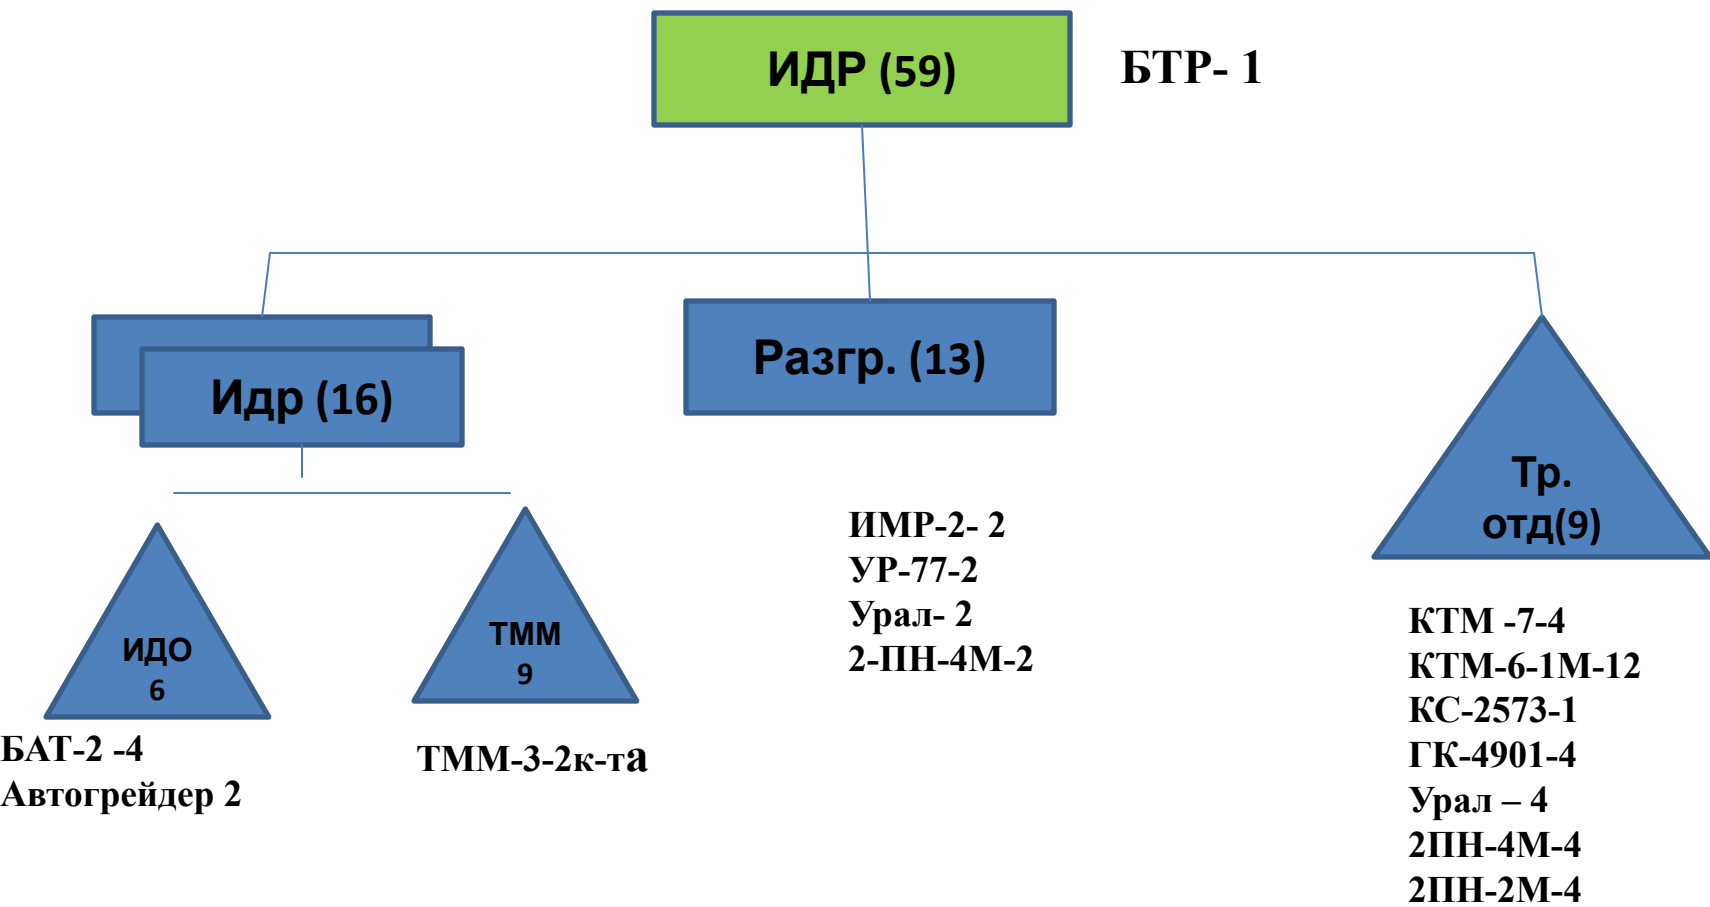 ИДР (59)
БТР- 1
Идр (16)
Разгр. (13)
Тр.
отд(9)
ИДО
6
ТММ
9
БАТ-2 -4
Автогрейдер 2
ТММ-3-2к-та
ИМР-2- 2
УР-77-2
Урал- 2
2-ПН-4М-2
КТМ -7-4
КТМ-6-1М-12
КС-2573-1
ГК-4901-4
Урал – 4
2ПН-4М-4
2ПН-2М-4